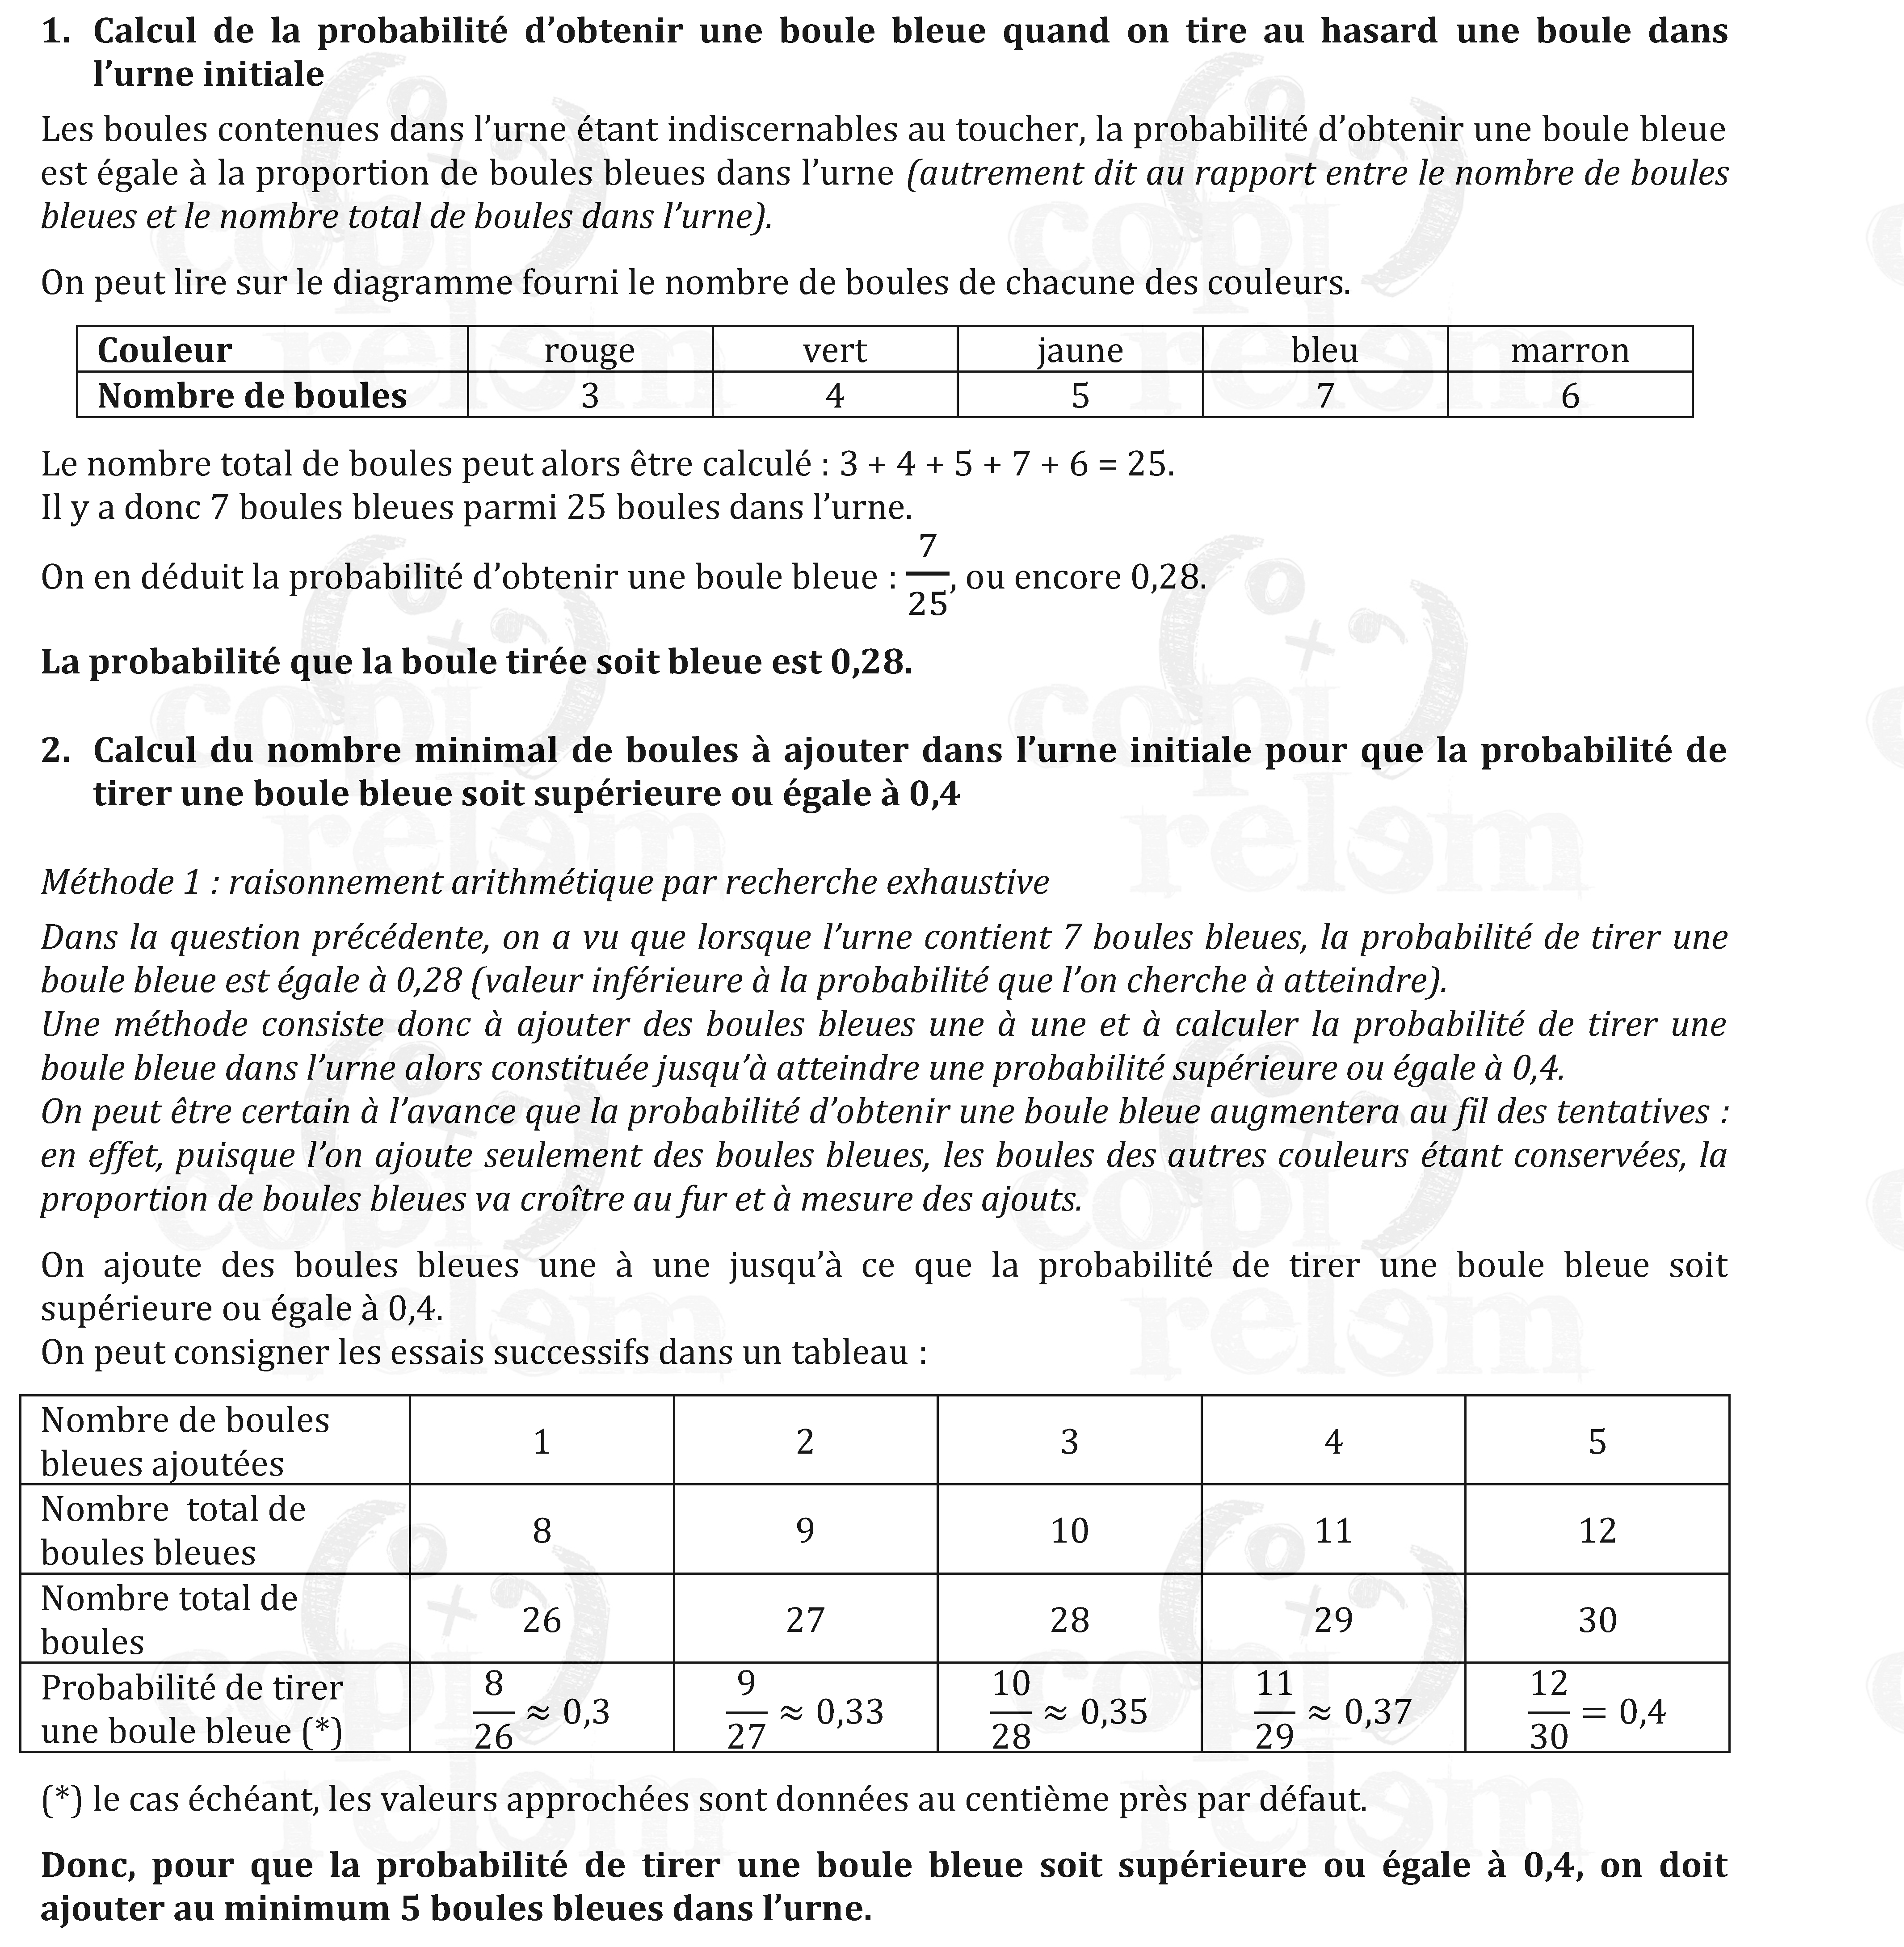 1. Calcul de la probabilité d’obtenir une boule bleue quand on tire au hasard une boule dans
l’urne initiale
Les boules contenues dans l’urne étant indiscernables au toucher, la probabilité d’obtenir une boule bleue
est égale à la proportion de boules bleues dans l’urne (autrement dit au rapport entre le nombre de boules
bleues et le nombre total de boules dans l’urne).
On peut lire sur le diagramme fourni le nombre de boules de chacune des couleurs.
Couleur rouge vert jaune bleu marron
Nombre de boules 3 4 5 7 6
Le nombre total de boules peut alors être calculé : 3 + 4 + 5 + 7 + 6 = 25.
Il y a donc 7 boules bleues parmi 25 boules dans l’urne.
On en déduit la probabilité d’obtenir une boule bleue : 7/25, ou encore 0,28.
La probabilité que la boule tirée soit bleue est 0,28.
2. Calcul du nombre minimal de boules à ajouter dans l’urne initiale pour que la probabilité de
tirer une boule bleue soit supérieure ou égale à 0,4
Méthode 1 : raisonnement arithmétique par recherche exhaustive
Dans la question précédente, on a vu que lorsque l’urne contient 7 boules bleues, la probabilité de tirer une
boule bleue est égale à 0,28 (valeur inférieure à la probabilité que l’on cherche à atteindre).
Une méthode consiste donc à ajouter des boules bleues une à une et à calculer la probabilité de tirer une
boule bleue dans l’urne alors constituée jusqu’à atteindre une probabilité supérieure ou égale à 0,4.
On peut être certain à l’avance que la probabilité d’obtenir une boule bleue augmentera au fil des tentatives :
en effet, puisque l’on ajoute seulement des boules bleues, les boules des autres couleurs étant conservées, la
proportion de boules bleues va croître au fur et à mesure des ajouts.
On ajoute des boules bleues une à une jusqu’à ce que la probabilité de tirer une boule bleue soit
supérieure ou égale à 0,4.
On peut consigner les essais successifs dans un tableau :
Nombre de boules
bleues ajoutées 1 2 3 4 5
Nombre total de
boules bleues 8 9 10 11 12
Nombre total de
boules 26 27 28 29 30
Probabilité de tirer
une boule bleue (*) 8/26 ≈ 0,3 9/27 ≈ 0,33 10/28 ≈ 0,35 11/29 ≈ 0,37 12/30 = 0,4
(*) le cas échéant, les valeurs approchées sont données au centième près par défaut.
Donc, pour que la probabilité de tirer une boule bleue soit supérieure ou égale à 0,4, on doit
ajouter au minimum 5 boules bleues dans l’urne.